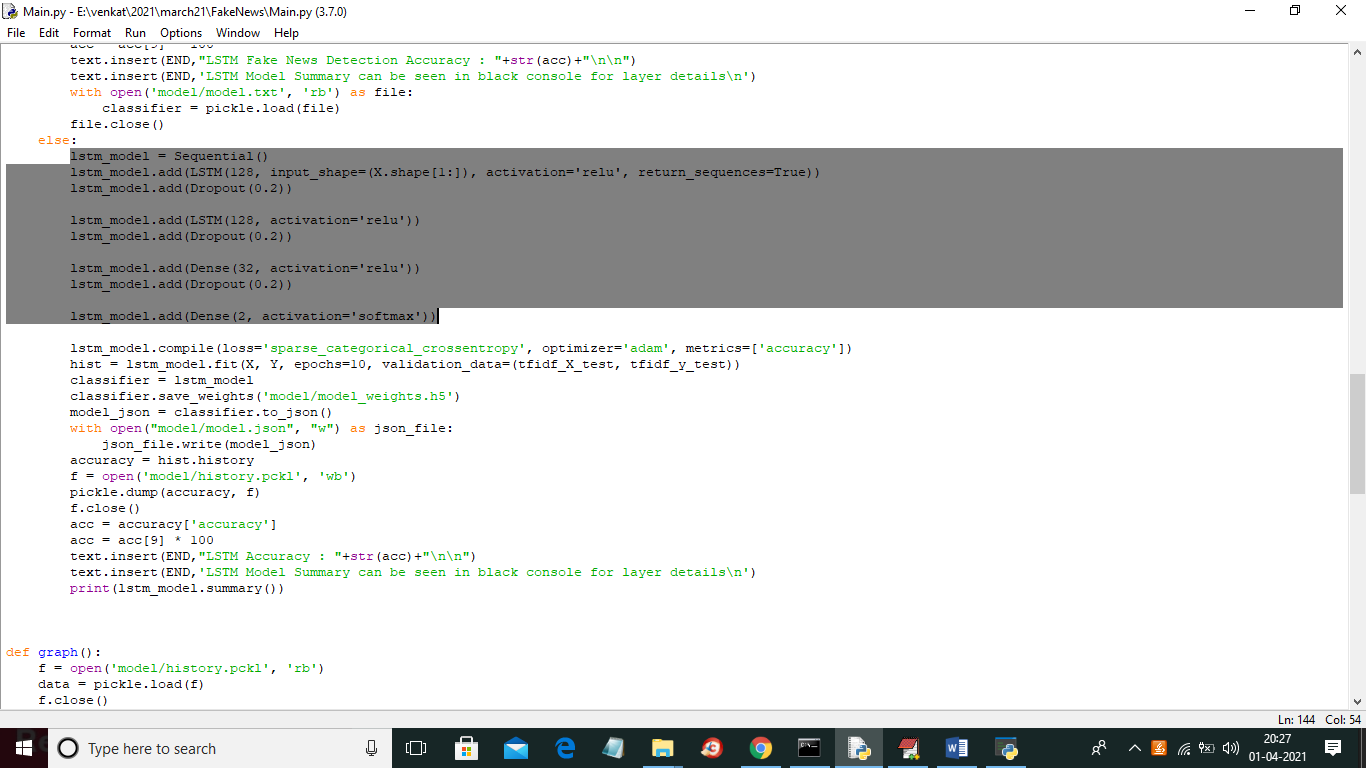 Main.py - E:\venkat\2021\march21\FakeNews\Main.py (3.7.0)
File Edit Format Run Options Window Help
acc = acc[9] * 100
text.insert(END,"LSTM Fake News Detection Accuracy : "+str(acc)+"\n\n")
text.insert(END,'LSTM Model Summary can be seen in black console for layer details\n')
with open('model/model.txt', 'rb') as file:
classifier = pickle.load(file)
file.close()
else:
lstm_model = Sequential()
lstm_model.add(LSTM(128, input_shape=(X.shape[1:]), activation='relu', return_sequences=True))
lstm_model.add(Dropout(0.2))
lstm_model.add(LSTM(128, activation='relu'))
lstm_model.add(Dropout(0.2))
lstm_model.add(Dense(32, activation='relu'))
lstm_model.add(Dropout(0.2))
lstm_model.add(Dense(2, activation='softmax'))
lstm_model.compile(loss='sparse_categorical_crossentropy', optimizer='adam', metrics=['accuracy'])
hist = lstm_model.fit(X, Y, epochs=10, validation_data=(tfidf_X_test, tfidf_y_test))
classifier = lstm_model
classifier.save_weights('model/model_weights.h5')
model_json = classifier.to_json()
with open("model/model.json", "w") as json_file:
json_file.write(model_json)
accuracy = hist.history
f = open('model/history.pckl', 'wb')
pickle.dump(accuracy, f)
f.close()
acc = accuracy['accuracy']
acc = acc[9] * 100
text.insert(END,"LSTM Accuracy : "+str(acc)+"\n\n")
text.insert(END,'LSTM Model Summary can be seen in black console for layer details\n')
print(lstm_model.summary())
def graph():
f = open('model/history.pckl', 'rb')
data = pickle.load(f)
f.close()
Ln: 144 Col: 54
Type here to search
20:27
01-04-2021